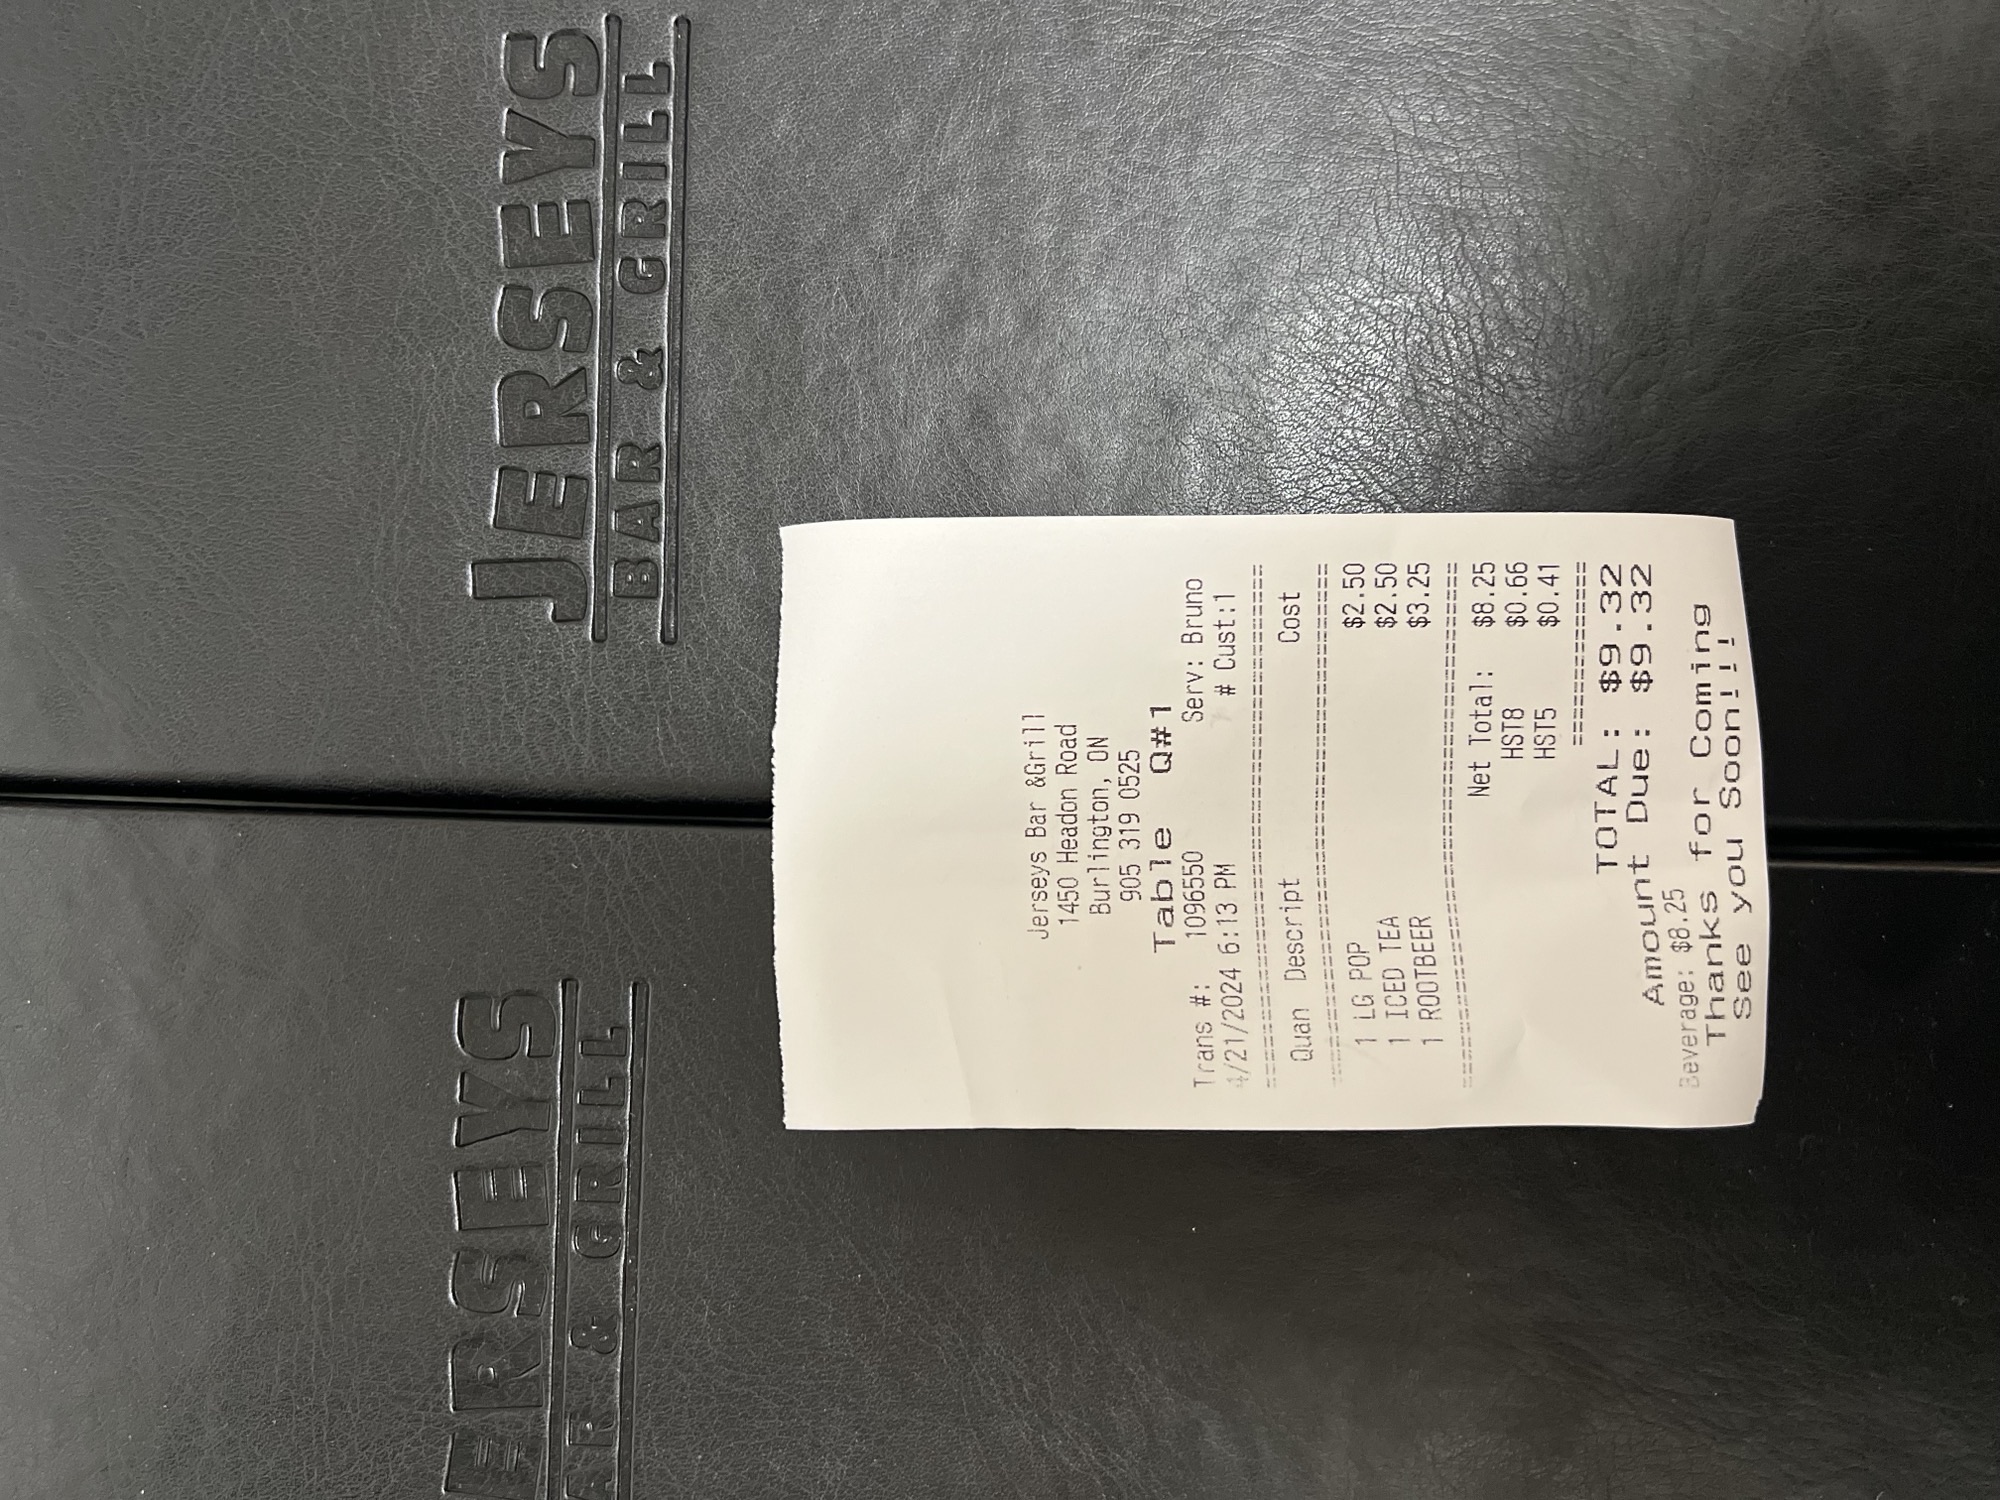 ERSEYS
AR & GRILL
JERSEYS
BAR & GRILL
Jerseys Bar &Grill
1450 Headon Road
Burlington, ON
905 319 0525
Table Q#1
Trans #: 1096550 Serv: Bruno
4/21/2024 6:13 PM # Cust:1
Quan Descript Cost
1 LG POP $2.50
1 ICED TEA $2.50
1 ROOTBEER $3.25
Net Total: $8.25
HST8 $0.66
HST5 $0.41
TOTAL: $9.32
Amount Due: $9.32
Beverage: $8.25
Thanks for Coming
See you Soon!!!